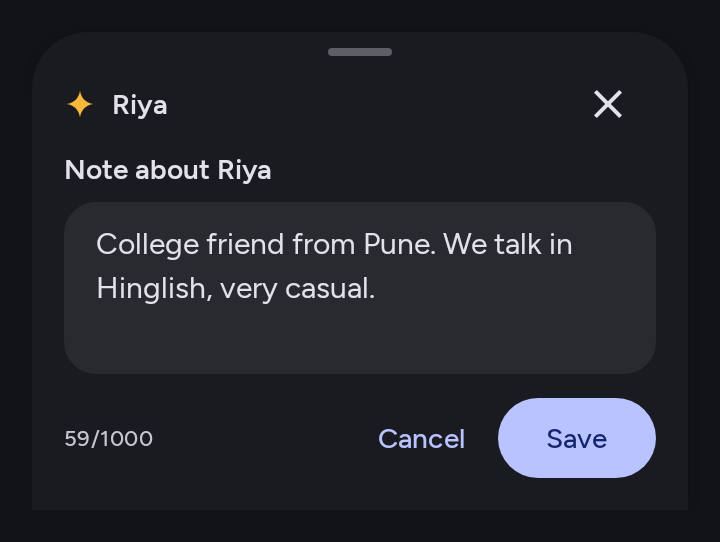 Riya
Note about Riya
College friend from Pune. We talk in
Hinglish, very casual.
59/1000
Cancel
Save